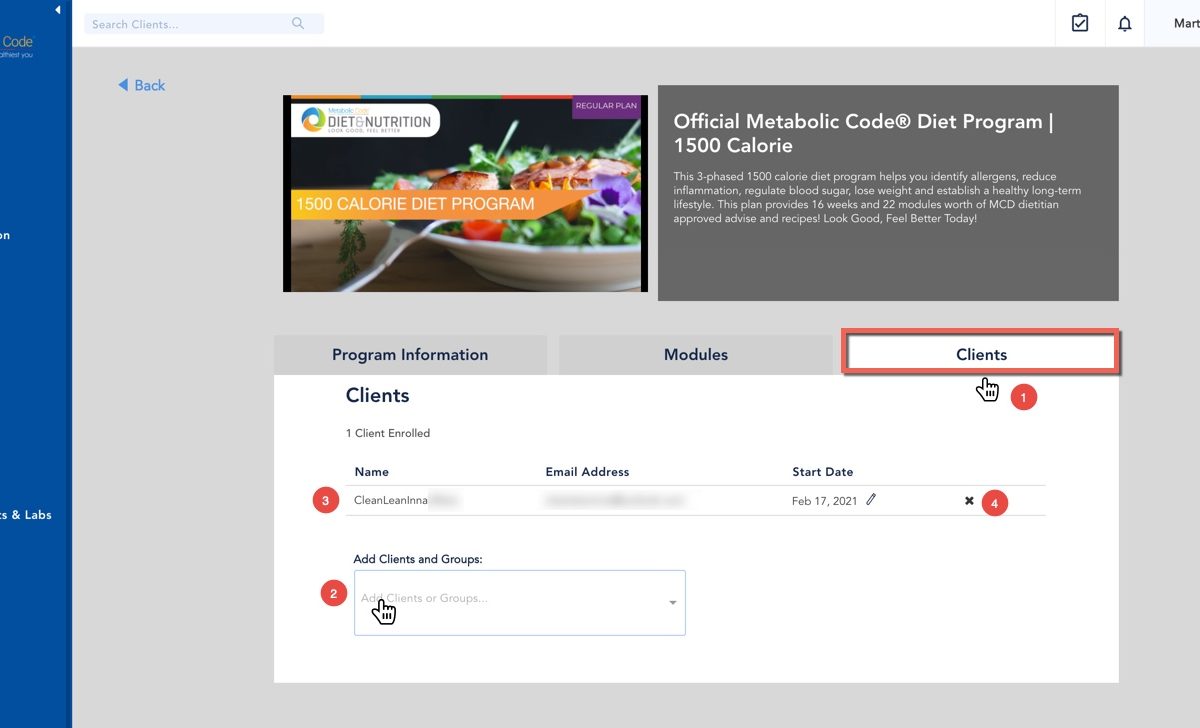 Code
althiest you
Search Clients...
Mart
Back
Metabolic Code
DIET&NUTRITION
LOOK GOOD, FEEL BETTER
REGULAR PLAN
1500 CALORIE DIET PROGRAM
Official Metabolic Code® Diet Program |
1500 Calorie
This 3-phased 1500 calorie diet program helps you identify allergens, reduce
inflammation, regulate blood sugar, lose weight and establish a healthy long-term
lifestyle. This plan provides 16 weeks and 22 modules worth of MCD dietitian
approved advise and recipes! Look Good, Feel Better Today!
on
Program Information Modules Clients
1
Clients
1 Client Enrolled
Name Email Address Start Date
3 CleanLeanInna Feb 17, 2021 4
ts & Labs
Add Clients and Groups:
2 Add Clients or Groups...